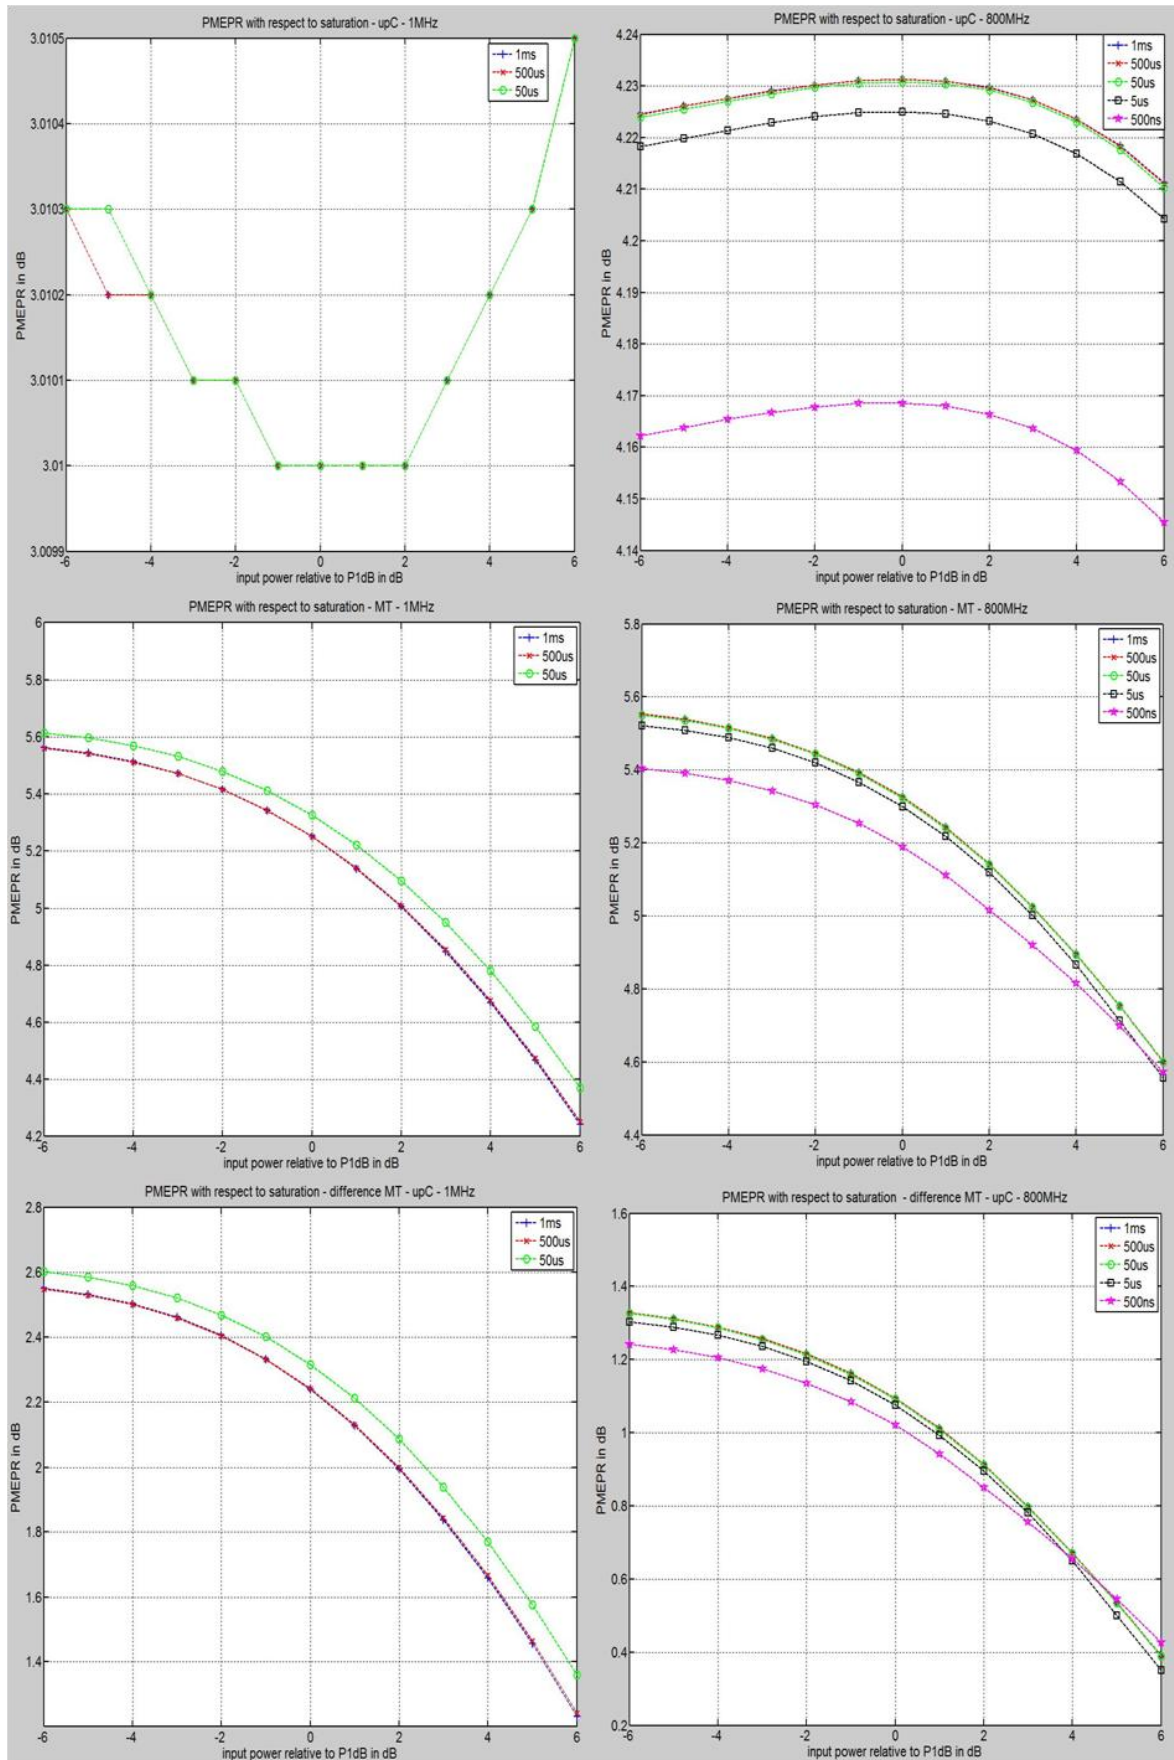 PMEPR with respect to saturation - upC - 1MHz
3.0105
3.0104
3.0103
3.0102
3.0101
3.01
3.0099
PMEPR in dB
1ms
500us
50us
-6 -4 -2 0 2 4 6
input power relative to P1dB in dB
PMEPR with respect to saturation - upC - 800MHz
4.24
4.23
4.22
4.21
4.2
4.19
4.18
4.17
4.16
4.15
4.14
PMEPR in dB
1ms
500us
50us
5us
500ns
-6 -4 -2 0 2 4 6
input power relative to P1dB in dB
PMEPR with respect to saturation - MT - 1MHz
6
5.8
5.6
5.4
5.2
5
4.8
4.6
4.4
4.2
PMEPR in dB
1ms
500us
50us
-6 -4 -2 0 2 4 6
input power relative to P1dB in dB
PMEPR with respect to saturation - MT - 800MHz
5.8
5.6
5.4
5.2
5
4.8
4.6
4.4
PMEPR in dB
1ms
500us
50us
5us
500ns
-6 -4 -2 0 2 4 6
input power relative to P1dB in dB
PMEPR with respect to saturation - difference MT - upC - 1MHz
2.8
2.6
2.4
2.2
2
1.8
1.6
1.4
PMEPR in dB
1ms
500us
50us
-6 -4 -2 0 2 4 6
input power relative to P1dB in dB
PMEPR with respect to saturation - difference MT - upC - 800MHz
1.6
1.4
1.2
1
0.8
0.6
0.4
0.2
PMEPR in dB
1ms
500us
50us
5us
500ns
-6 -4 -2 0 2 4 6
input power relative to P1dB in dB